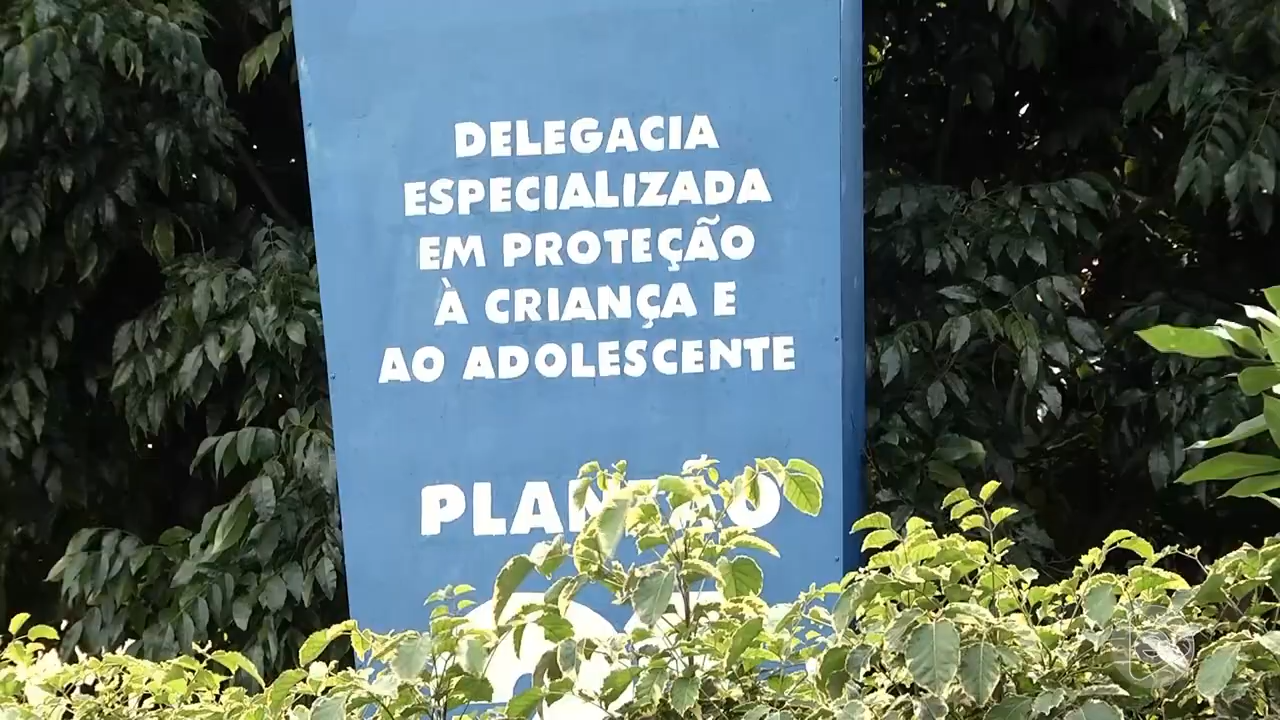 DELEGACIA
ESPECIALIZADA
EM PROTEÇÃO
À CRIANÇA E
AO ADOLESCENTE